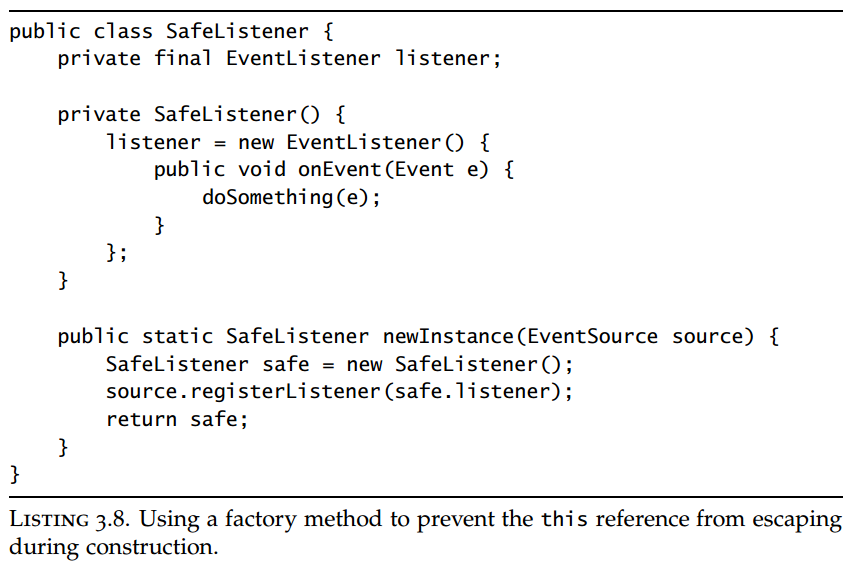 public class SafeListener {
    private final EventListener listener;

    private SafeListener() {
        listener = new EventListener() {
            public void onEvent(Event e) {
                doSomething(e);
            }
        };
    }

    public static SafeListener newInstance(EventSource source) {
        SafeListener safe = new SafeListener();
        source.registerListener(safe.listener);
        return safe;
    }
}
LISTING 3.8. Using a factory method to prevent the this reference from escaping
during construction.